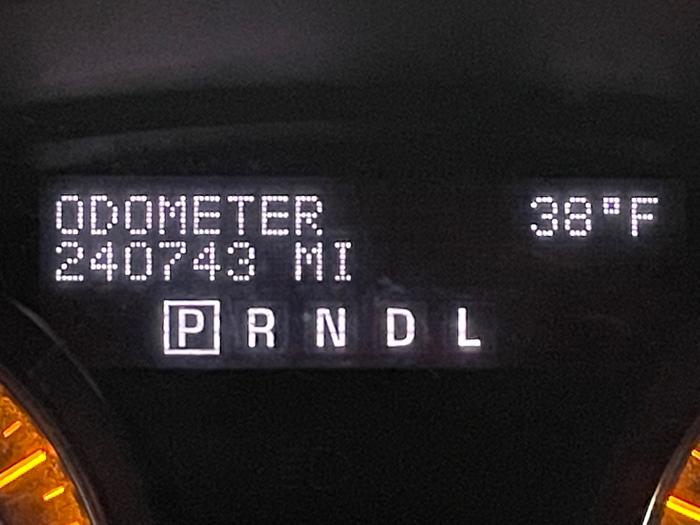 ODOMETER 38°F
240743 MI
P R N D L